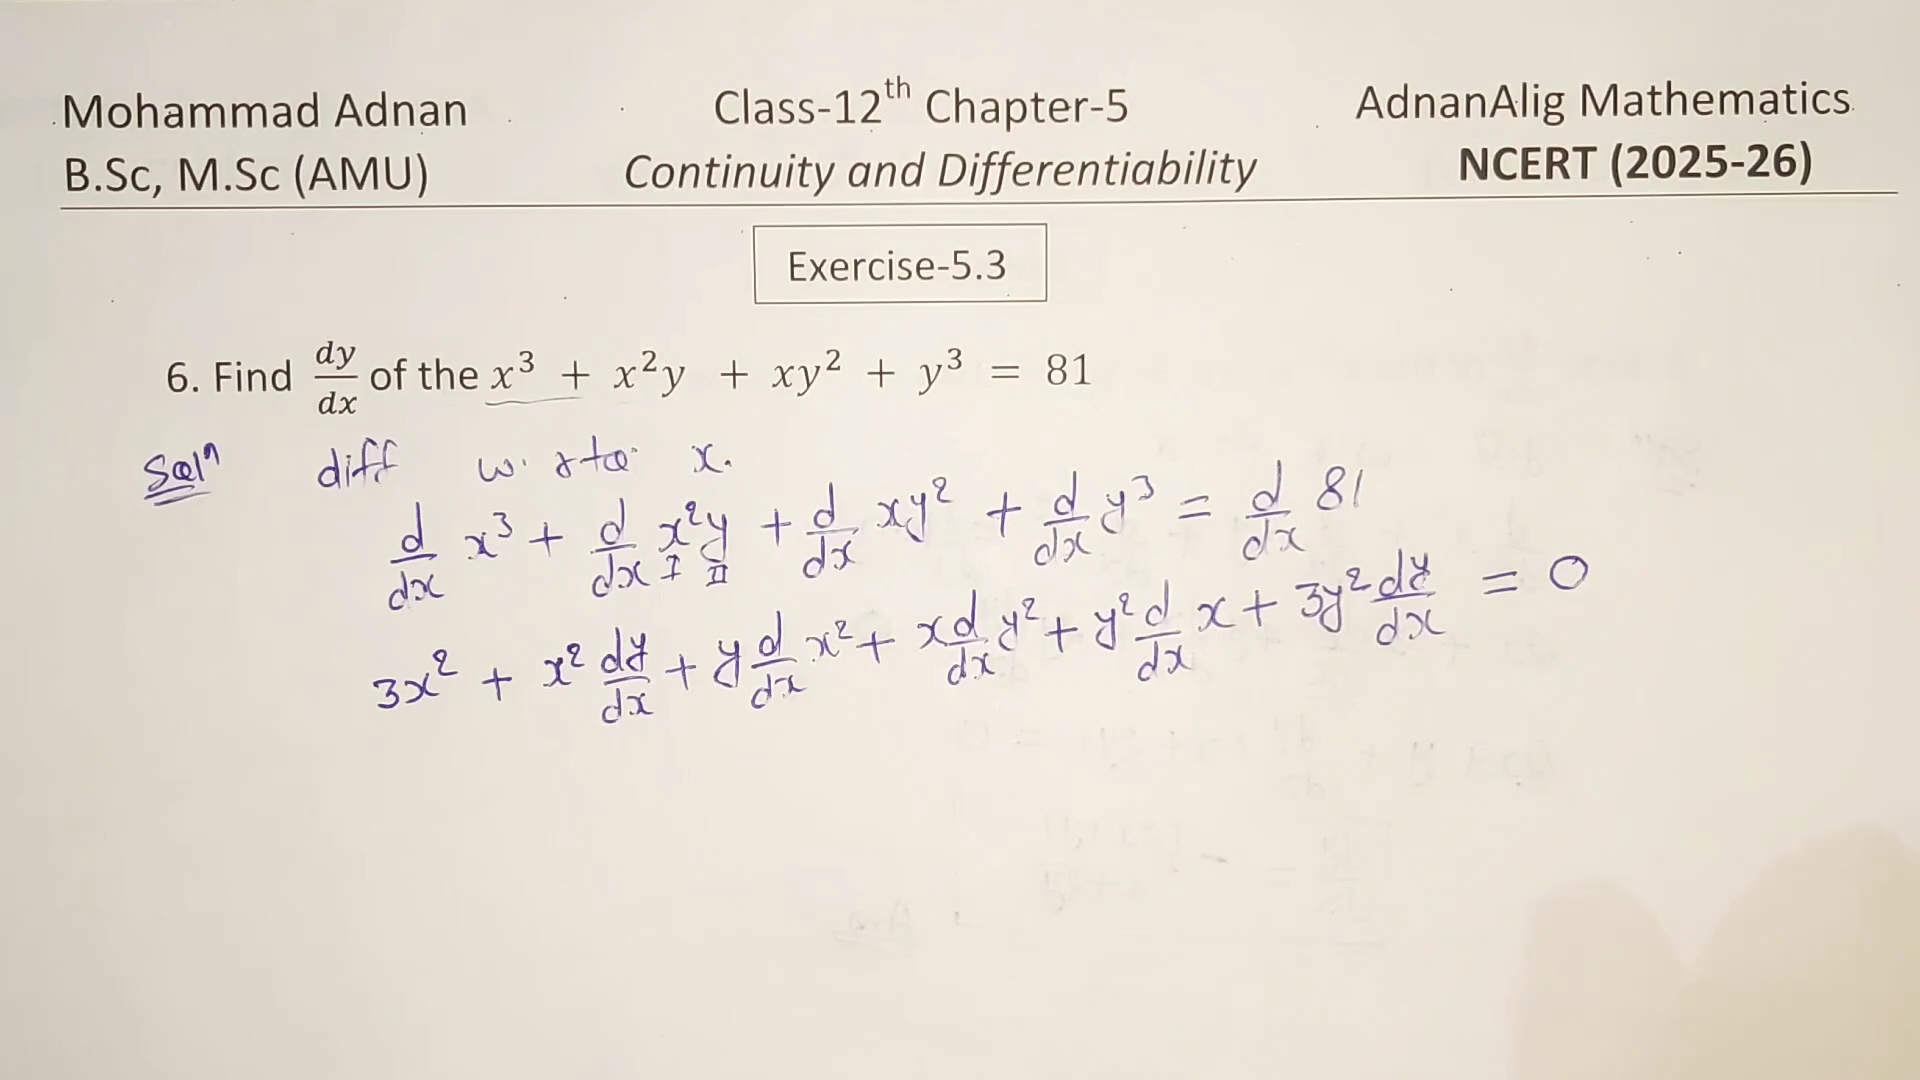 Mohammad Adnan Class-12th Chapter-5 AdnanAlig Mathematics
B.Sc, M.Sc (AMU) Continuity and Differentiability NCERT (2025-26)
Exercise-5.3
6. Find dy/dx of the x³ + x²y + xy² + y³ = 81
Solⁿ diff w. r to x.
d/dx x³ + d/dx x²y + d/dx xy² + d/dx y³ = d/dx 81
I II
3x² + x² dy/dx + y d/dx x² + x d/dx y² + y² d/dx x + 3y² dy/dx = 0